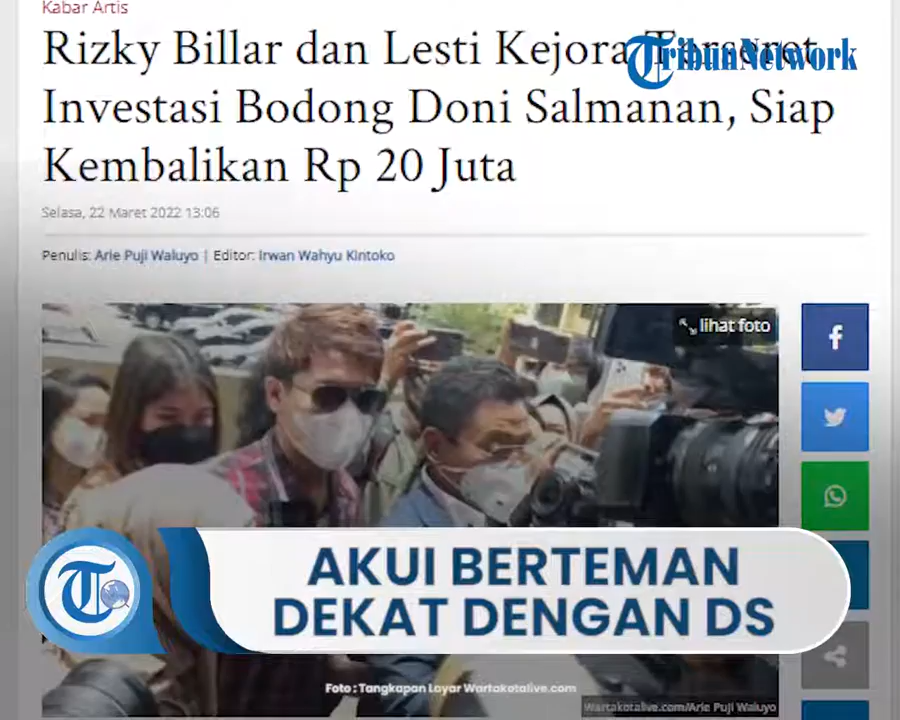 Kabar Artis
Rizky Billar dan Lesti Kejora Terseret
TribunNetwork
Investasi Bodong Doni Salmanan, Siap
Kembalikan Rp 20 Juta
Selasa, 22 Maret 2022 13:06
Penulis: Arie Puji Waluyo | Editor: Irwan Wahyu Kintoko
lihat foto
AKUI BERTEMAN
DEKAT DENGAN DS
Foto : Tangkapan Layar Wartakotalive.com
Wartakotalive.com/Arie Puji Waluyo